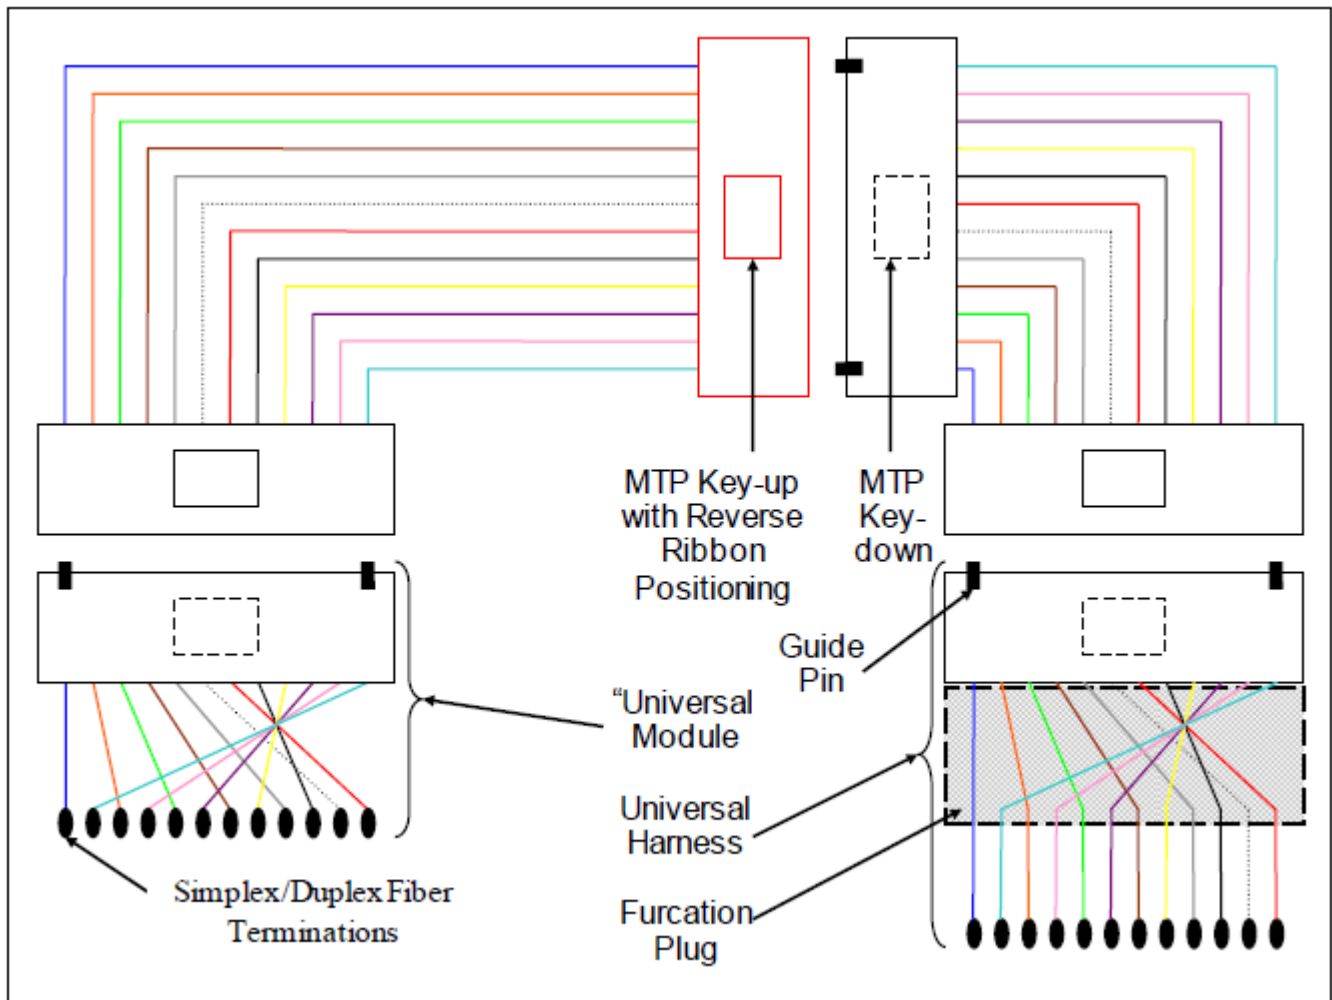 MTP Key-up
with Reverse
Ribbon
Positioning
MTP
Key-
down
Guide
Pin
“Universal
Module
Universal
Harness
Furcation
Plug
Simplex/Duplex Fiber
Terminations